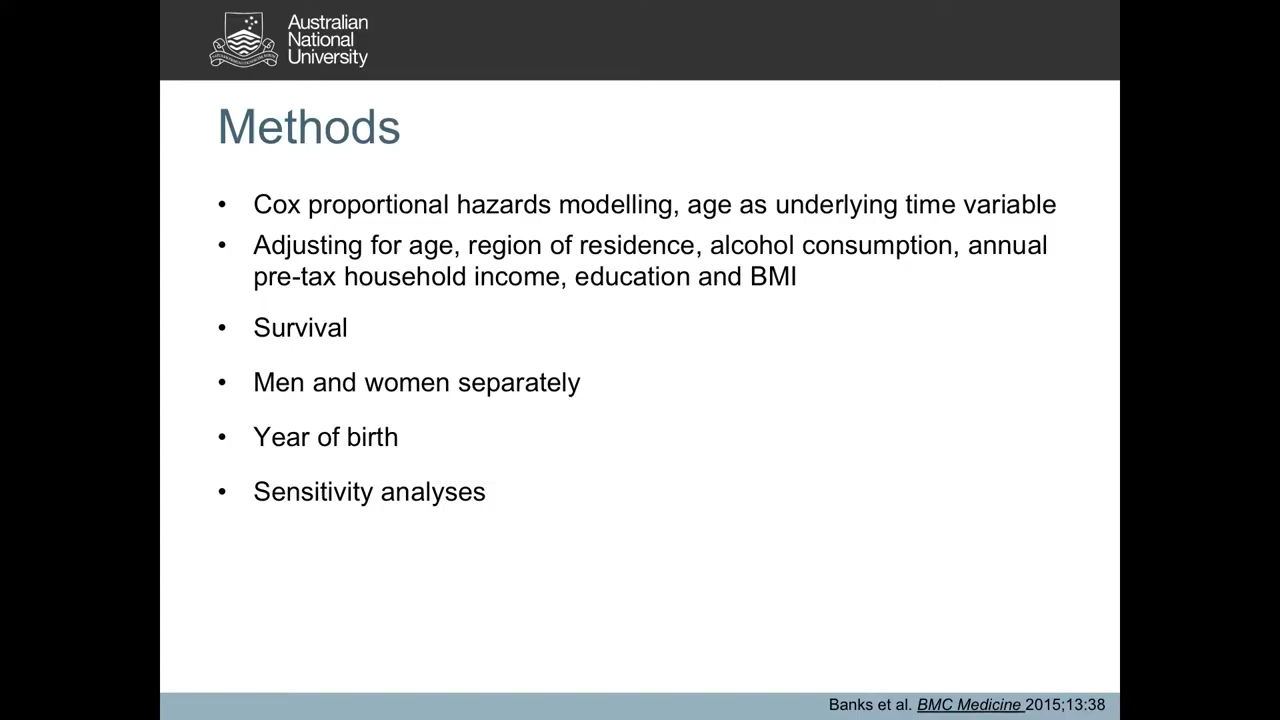 Australian
National
University
Methods
• Cox proportional hazards modelling, age as underlying time variable
• Adjusting for age, region of residence, alcohol consumption, annual
pre-tax household income, education and BMI
• Survival
• Men and women separately
• Year of birth
• Sensitivity analyses
Banks et al. BMC Medicine 2015;13:38